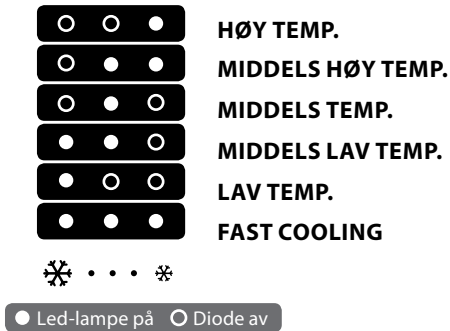 HØY TEMP.
MIDDELS HØY TEMP.
MIDDELS TEMP.
MIDDELS LAV TEMP.
LAV TEMP.
FAST COOLING
Led-lampe på Diode av